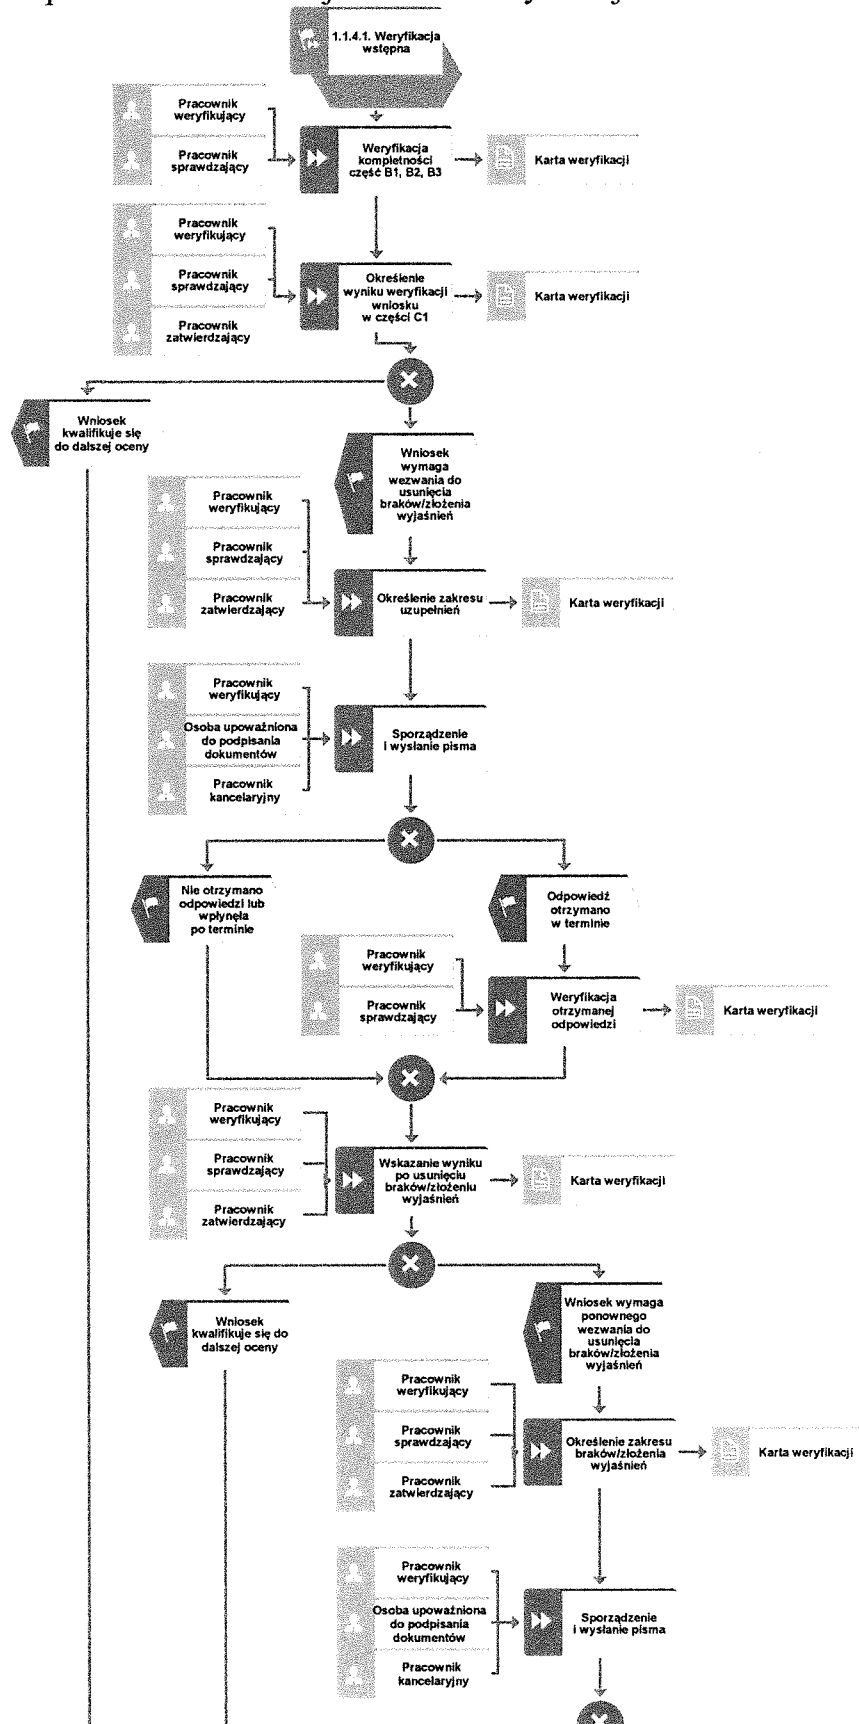 1.1.4.1. Weryfikacja
wstępna
Pracownik
weryfikujący
Pracownik
sprawdzający
Weryfikacja
kompletności
część B1, B2, B3
Karta weryfikacji
Pracownik
weryfikujący
Pracownik
sprawdzający
Pracownik
zatwierdzający
Określenie
wyniku weryfikacji
wniosku
w części C1
Karta weryfikacji
Wniosek
kwalifikuje się
do dalszej oceny
Wniosek
wymaga
wezwania do
usunięcia
braków/złożenia
wyjaśnień
Pracownik
weryfikujący
Pracownik
sprawdzający
Pracownik
zatwierdzający
Określenie zakresu
uzupełnień
Karta weryfikacji
Pracownik
weryfikujący
Osoba upoważniona
do podpisania
dokumentów
Pracownik
kancelaryjny
Sporządzenie
i wysłanie pisma
Nie otrzymano
odpowiedzi lub
wpłynęła
po terminie
Odpowiedź
otrzymano
w terminie
Pracownik
weryfikujący
Pracownik
sprawdzający
Weryfikacja
otrzymanej
odpowiedzi
Karta weryfikacji
Pracownik
weryfikujący
Pracownik
sprawdzający
Pracownik
zatwierdzający
Wskazanie wyniku
po usunięciu
braków/złożeniu
wyjaśnień
Karta weryfikacji
Wniosek
kwalifikuje się do
dalszej oceny
Wniosek wymaga
ponownego
wezwania do
usunięcia
braków/złożenia
wyjaśnień
Pracownik
weryfikujący
Pracownik
sprawdzający
Pracownik
zatwierdzający
Określenie zakresu
braków/złożenia
wyjaśnień
Karta weryfikacji
Pracownik
weryfikujący
Osoba upoważniona
do podpisania
dokumentów
Pracownik
kancelaryjny
Sporządzenie
i wysłanie pisma